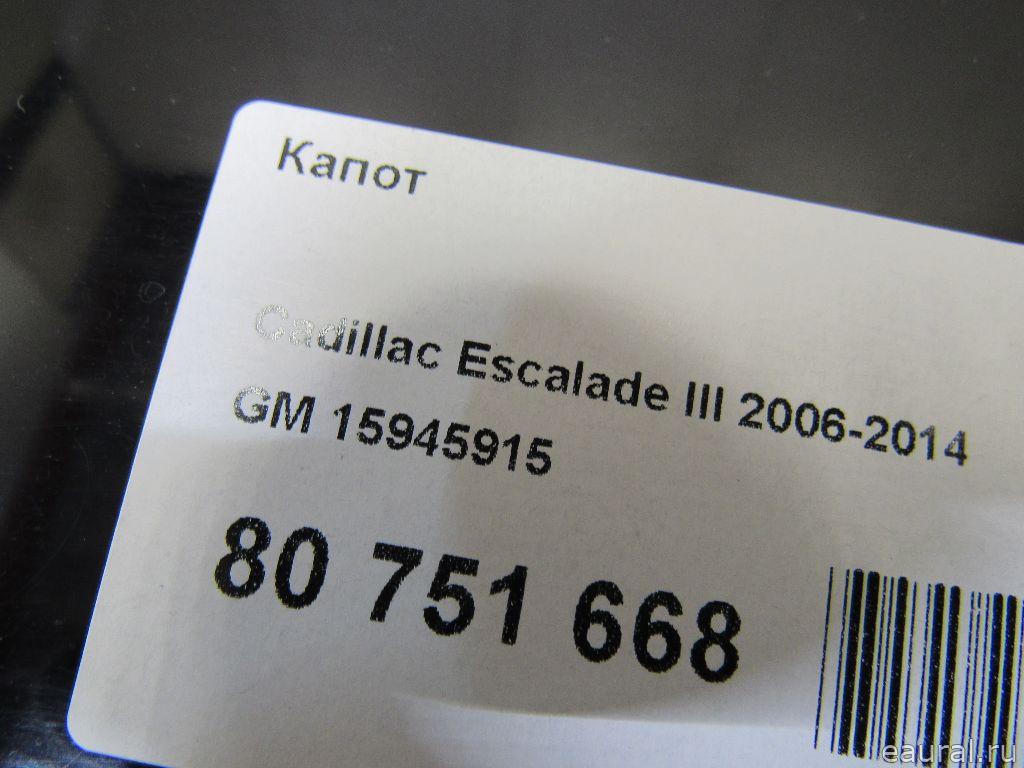 Капот
Cadillac Escalade III 2006-2014
GM 15945915
80 751 668
eaural.ru